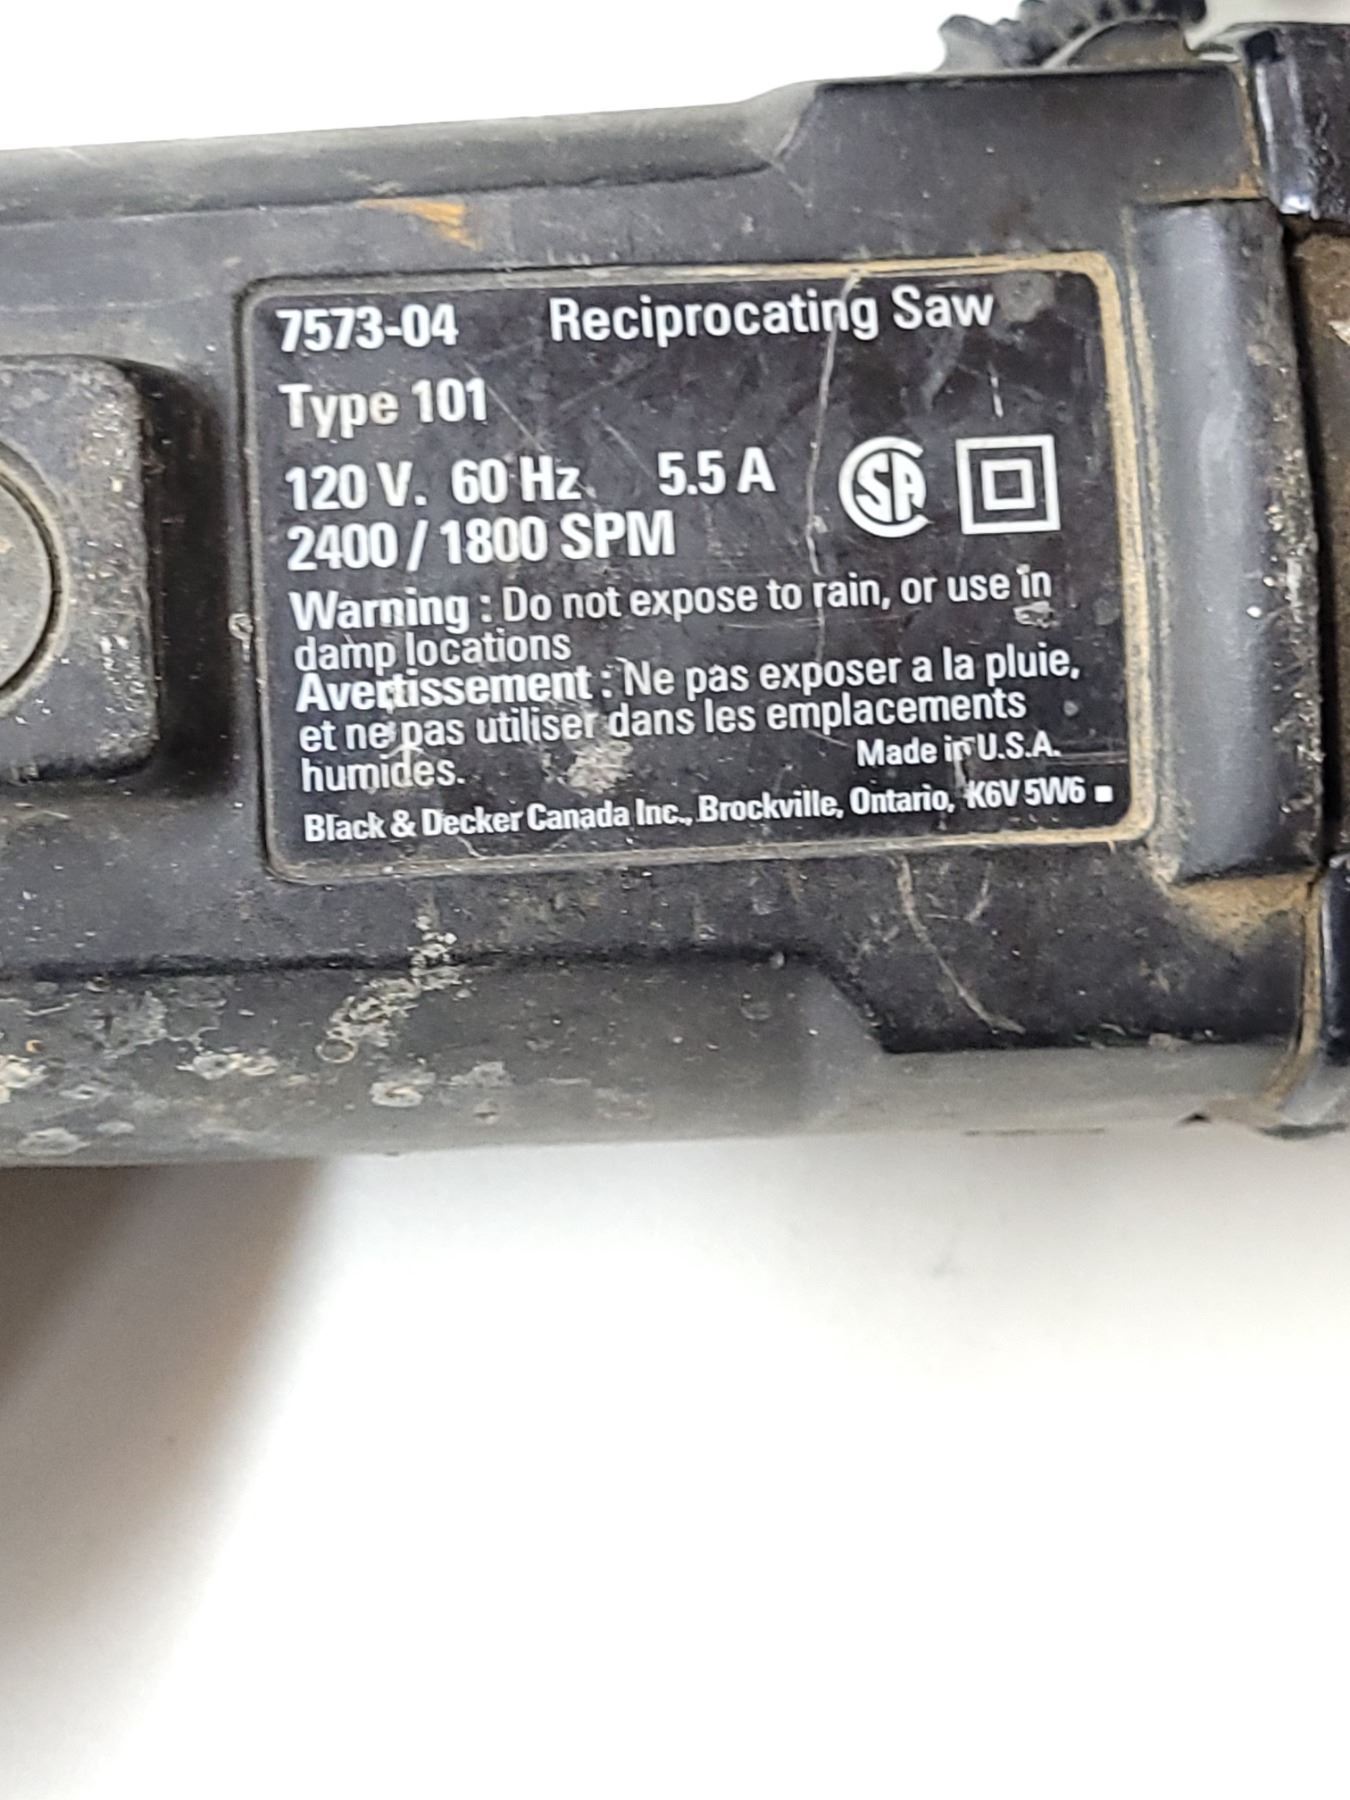 7573-04 Reciprocating Saw
Type 101
120 V. 60 Hz 5.5 A
2400 / 1800 SPM
Warning : Do not expose to rain, or use in
damp locations
Avertissement : Ne pas exposer a la pluie,
et ne pas utiliser dans les emplacements
humides.
Made in U.S.A.
Black & Decker Canada Inc., Brockville, Ontario, K6V 5W6